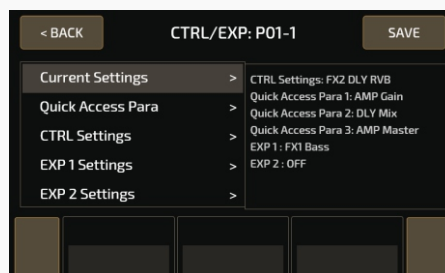 < BACK
CTRL/EXP: P01-1
SAVE
Current Settings >
Quick Access Para >
CTRL Settings >
EXP 1 Settings >
EXP 2 Settings >
CTRL Settings: FX2 DLY RVB
Quick Access Para 1: AMP Gain
Quick Access Para 2: DLY Mix
Quick Access Para 3: AMP Master
EXP 1 : FX1 Bass
EXP 2 : OFF